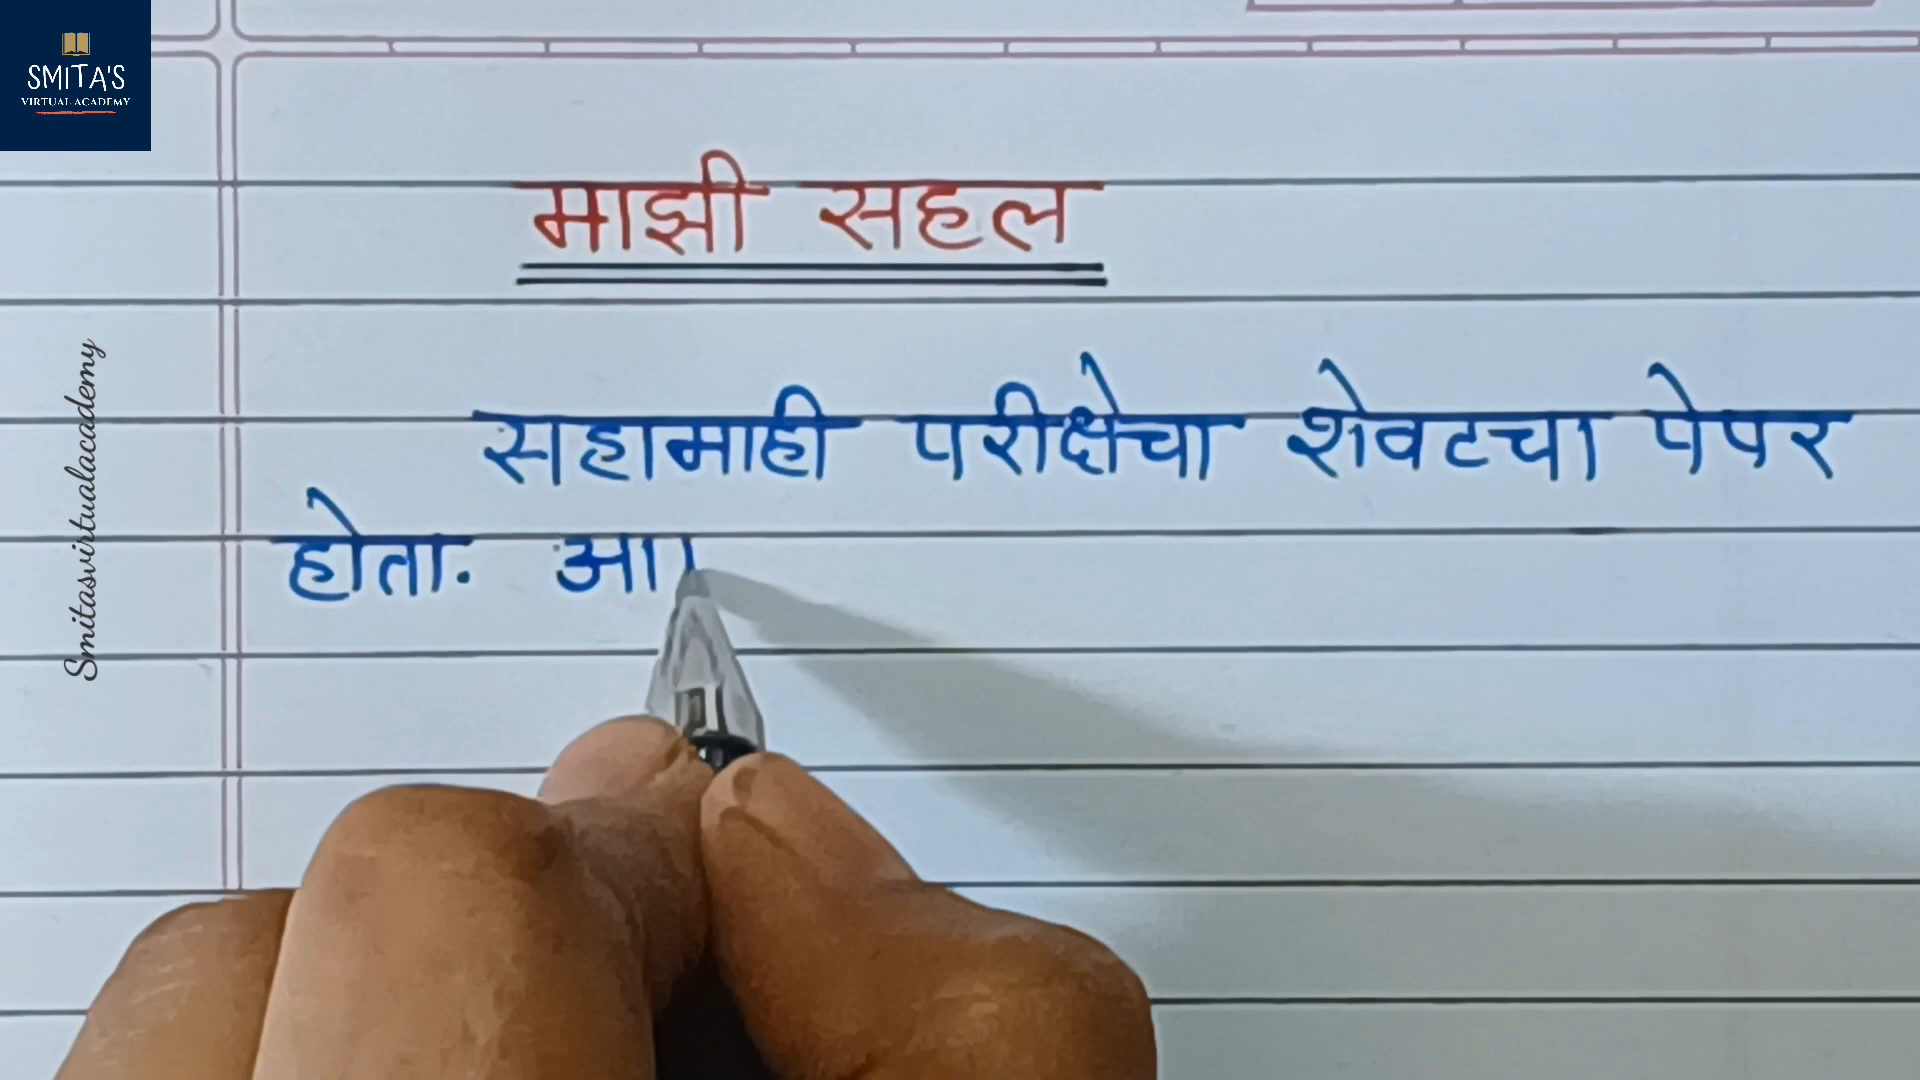 SMITA'S
VIRTUAL ACADEMY
Smitasvirtualacademy
माझी सहल
सहामाही परीक्षेचा शेवटचा पेपर
होता.